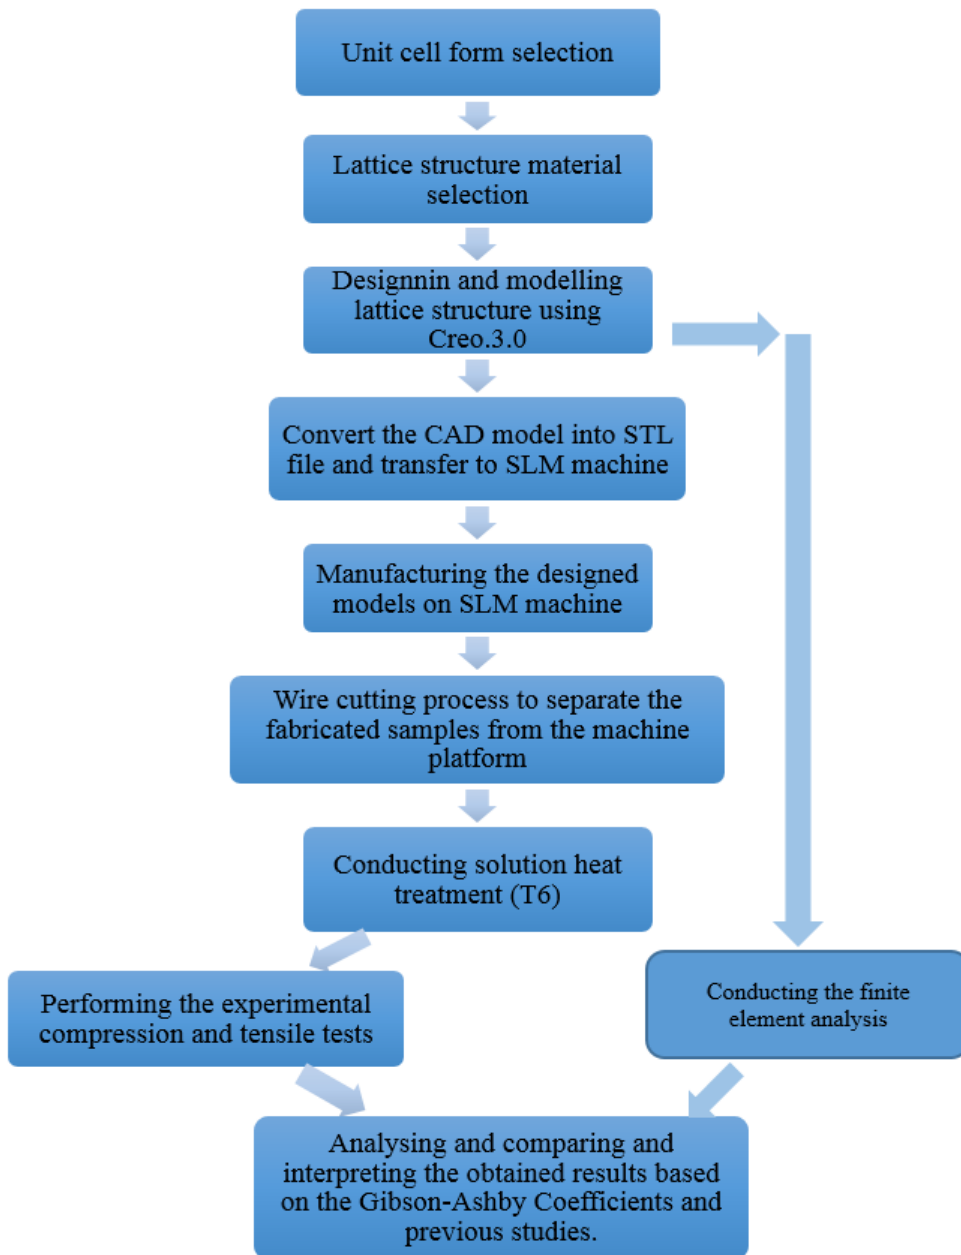 Unit cell form selection
Lattice structure material
selection
Designnin and modelling
lattice structure using
Creo.3.0
Convert the CAD model into STL
file and transfer to SLM machine
Manufacturing the designed
models on SLM machine
Wire cutting process to separate the
fabricated samples from the machine
platform
Conducting solution heat
treatment (T6)
Performing the experimental
compression and tensile tests
Conducting the finite
element analysis
Analysing and comparing and
interpreting the obtained results based
on the Gibson-Ashby Coefficients and
previous studies.